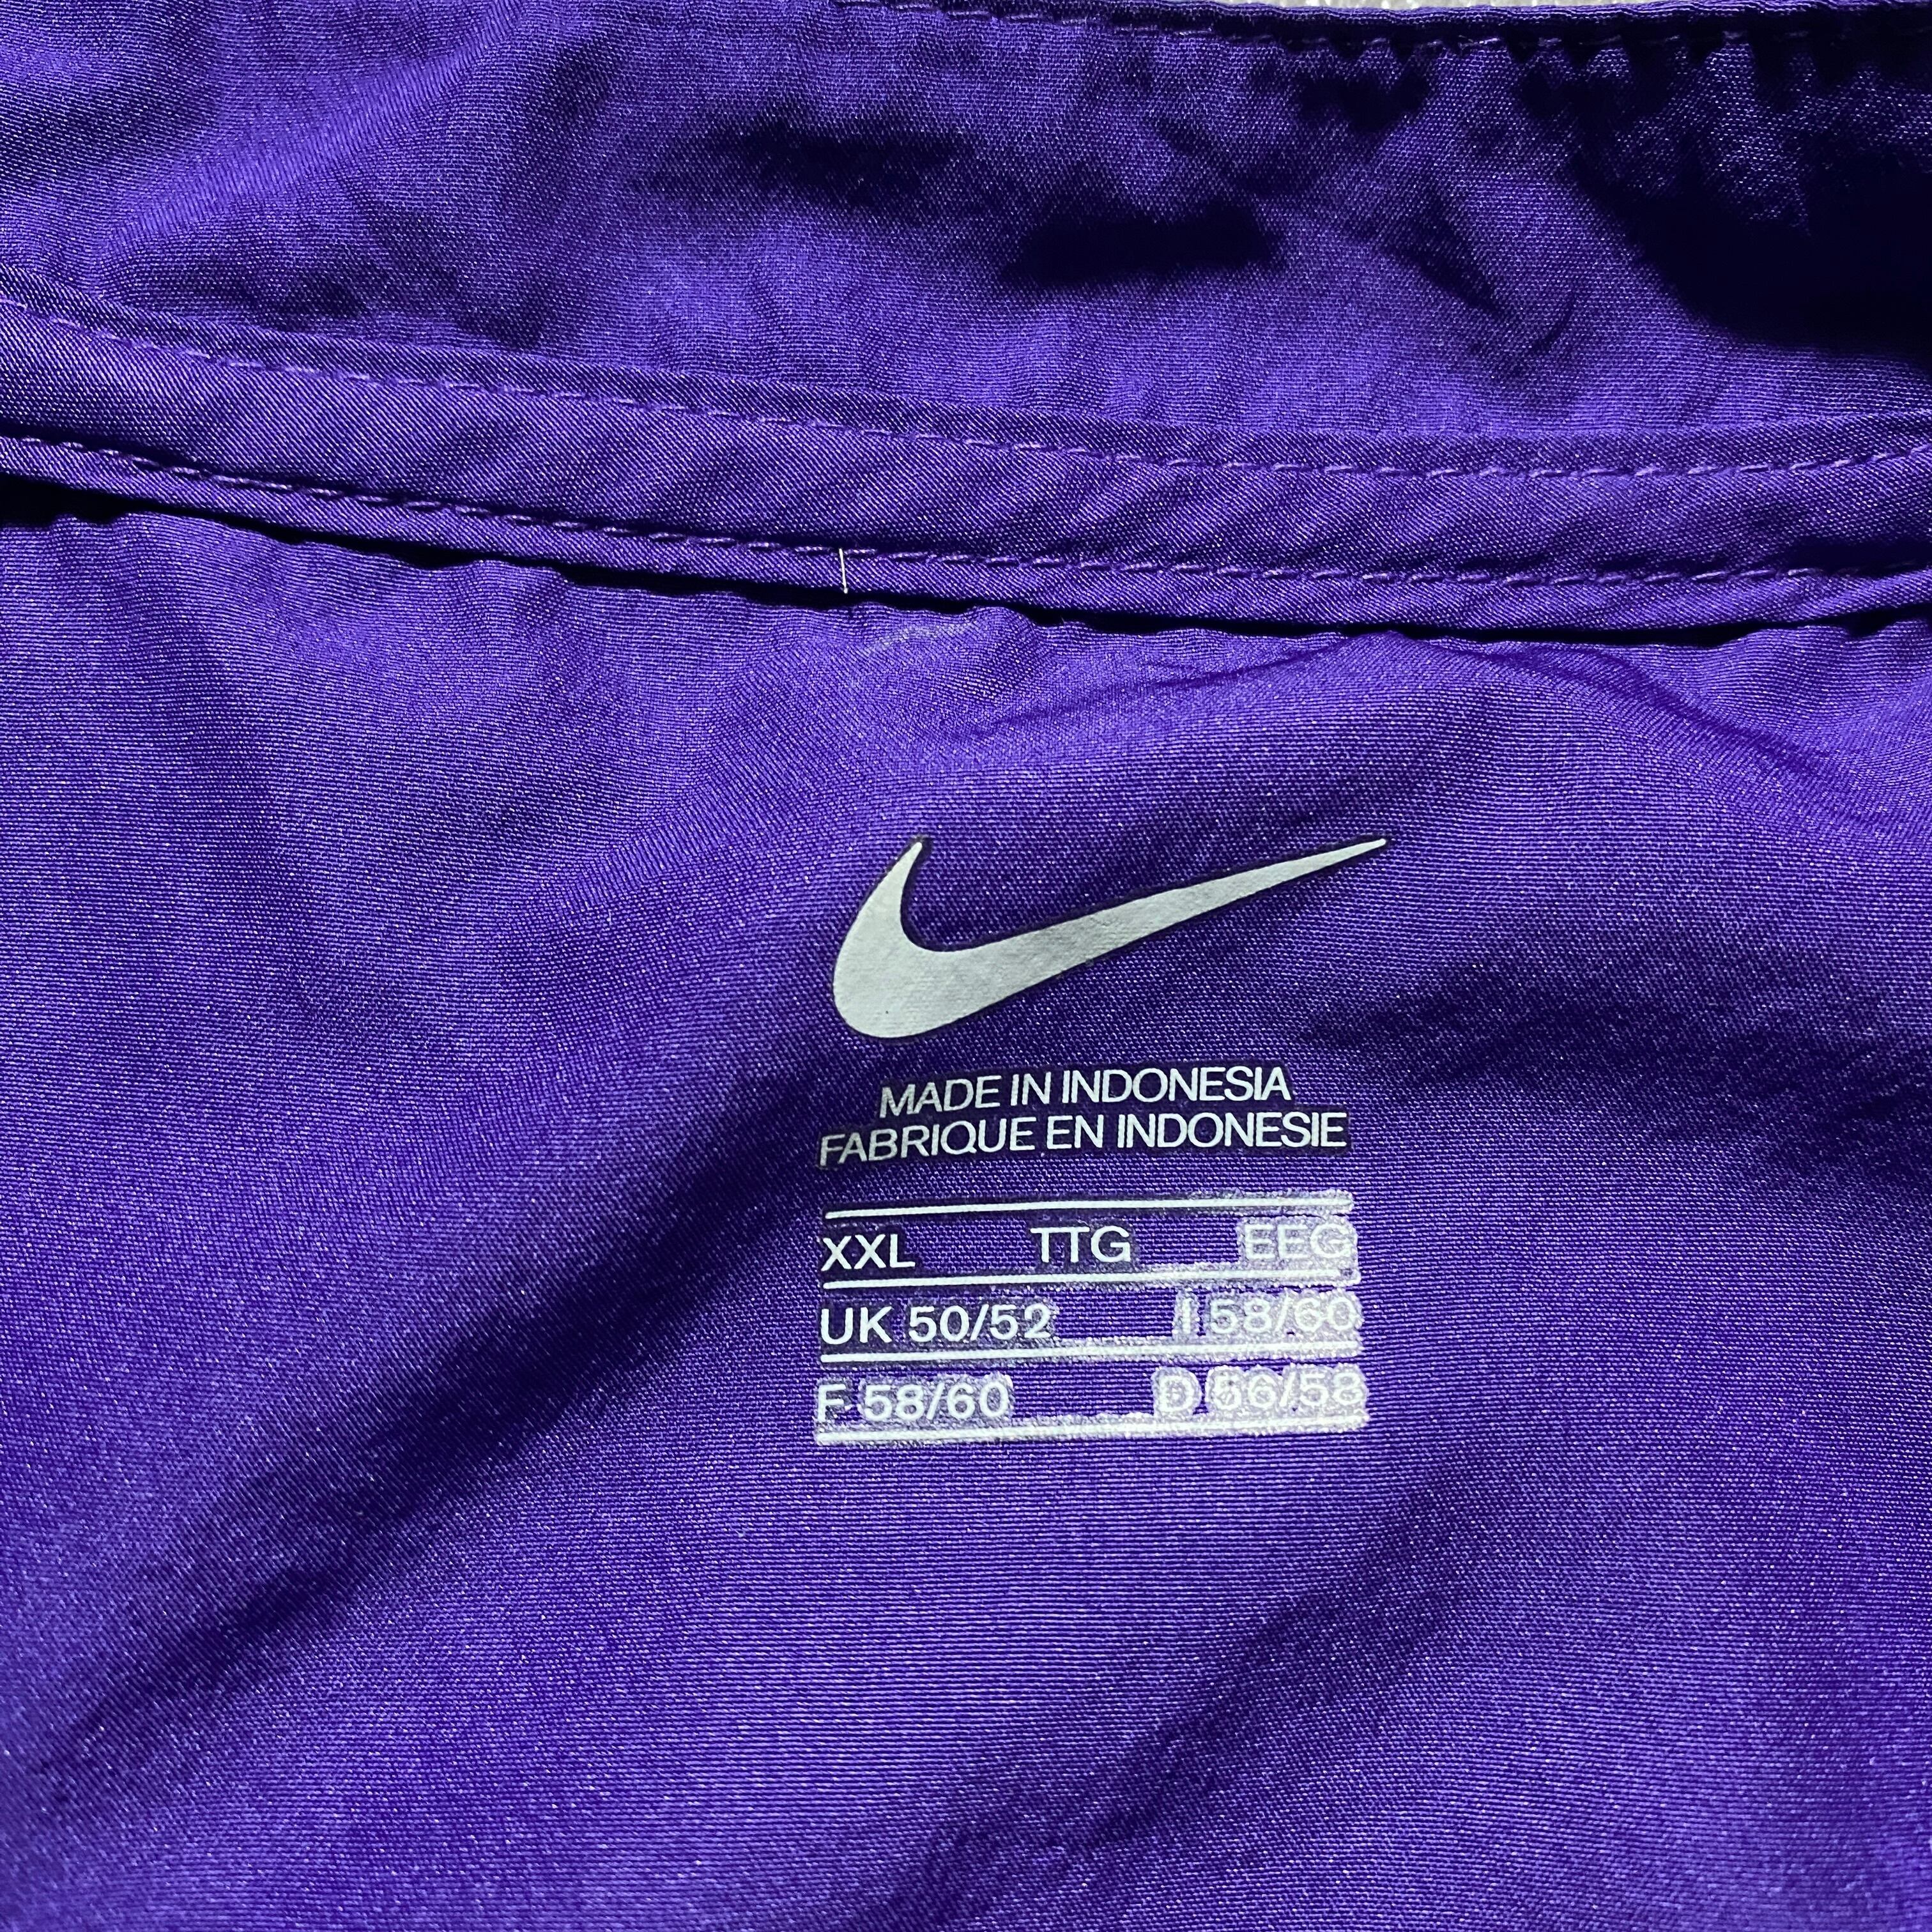 MADE IN INDONESIA
FABRIQUE EN INDONESIE
XXL TTG EEG
UK 50/52 I 58/60
F 58/60 D 56/58